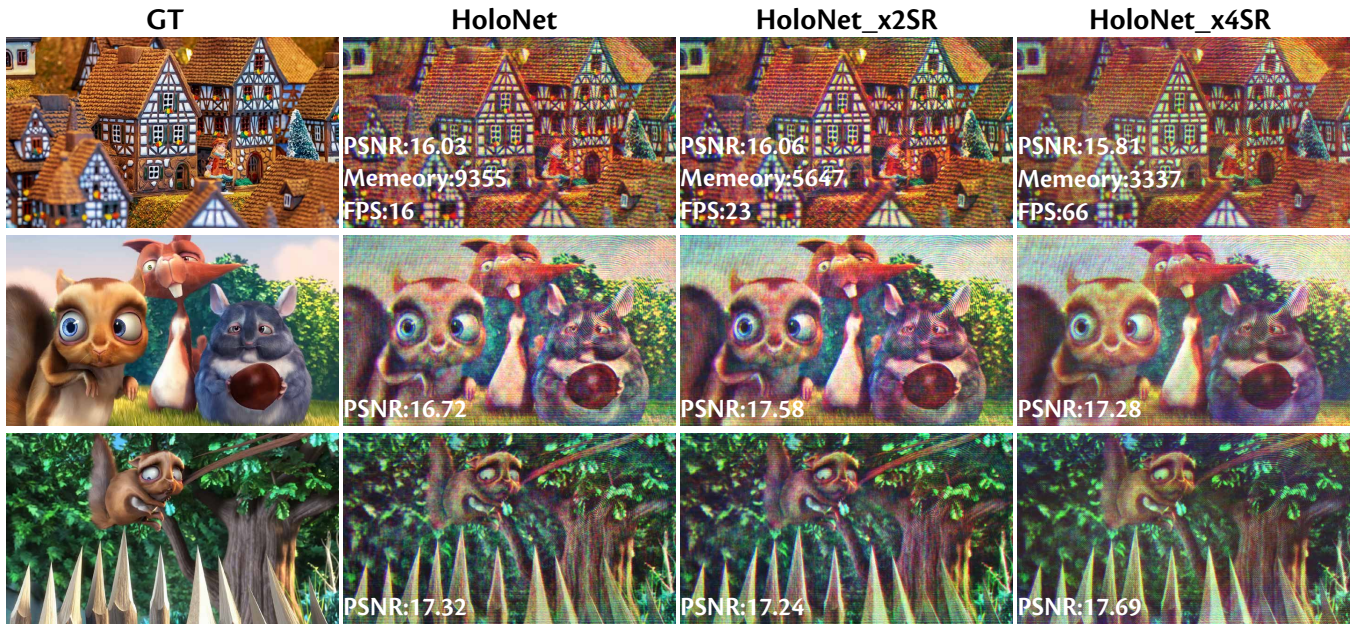 GT HoloNet HoloNet_x2SR HoloNet_x4SR
PSNR:16.03 PSNR:16.06 PSNR:15.81
Memeory:9355 Memeory:5647 Memeory:3337
FPS:16 FPS:23 FPS:66
PSNR:16.72 PSNR:17.58 PSNR:17.28
PSNR:17.32 PSNR:17.24 PSNR:17.69